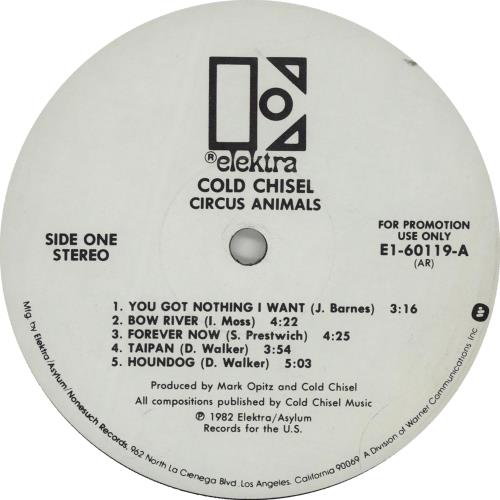 ® elektra
COLD CHISEL
CIRCUS ANIMALS
SIDE ONE
STEREO
FOR PROMOTION
USE ONLY
E1-60119-A
(AR)
1. YOU GOT NOTHING I WANT (J. Barnes) 3:16
2. BOW RIVER (I. Moss) 4:22
3. FOREVER NOW (S. Prestwich) 4:25
4. TAIPAN (D. Walker) 3:54
5. HOUNDOG (D. Walker) 5:03
Produced by Mark Opitz and Cold Chisel
All compositions published by Cold Chisel Music
℗ 1982 Elektra/Asylum
Records for the U.S.
Mfg. by Elektra/Asylum/Nonesuch Records, 962 North La Cienega Blvd. Los Angeles, California 90069 A Division of Warner Communications Inc